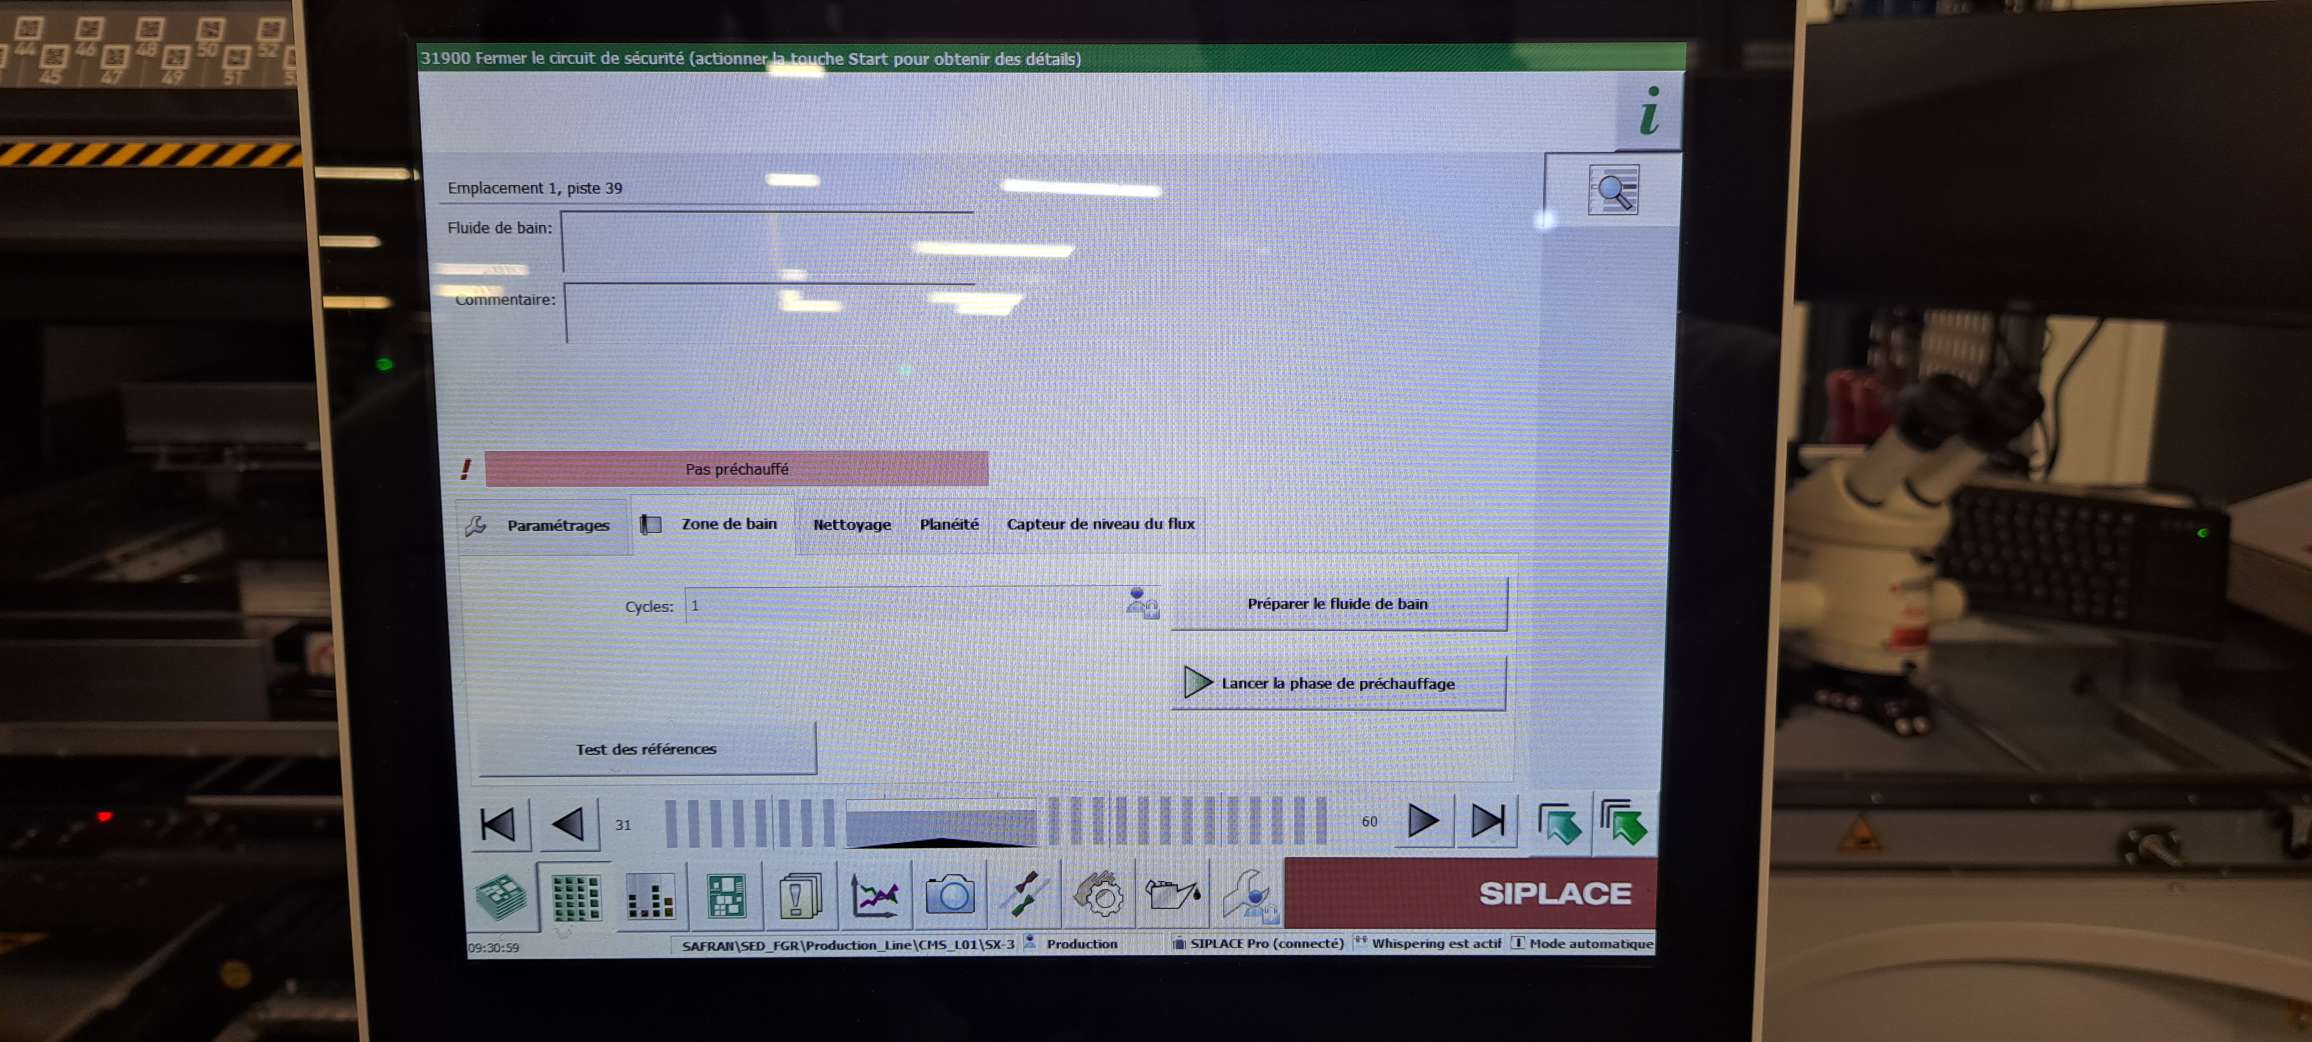 44 46 48 50 52
45 47 49 51
31900 Fermer le circuit de sécurité (actionner la touche Start pour obtenir des détails)
i
Emplacement 1, piste 39
Fluide de bain:
Commentaire:
! Pas préchauffé
Paramétrages Zone de bain Nettoyage Planéité Capteur de niveau du flux
Cycles: 1 Préparer le fluide de bain
Lancer la phase de préchauffage
Test des références
31 60
SIPLACE
09:30:59 SAFRAN\SED_FGR\Production_Line\CMS_L01\SX-3 Production SIPLACE Pro (connecté) Whispering est actif Mode automatique